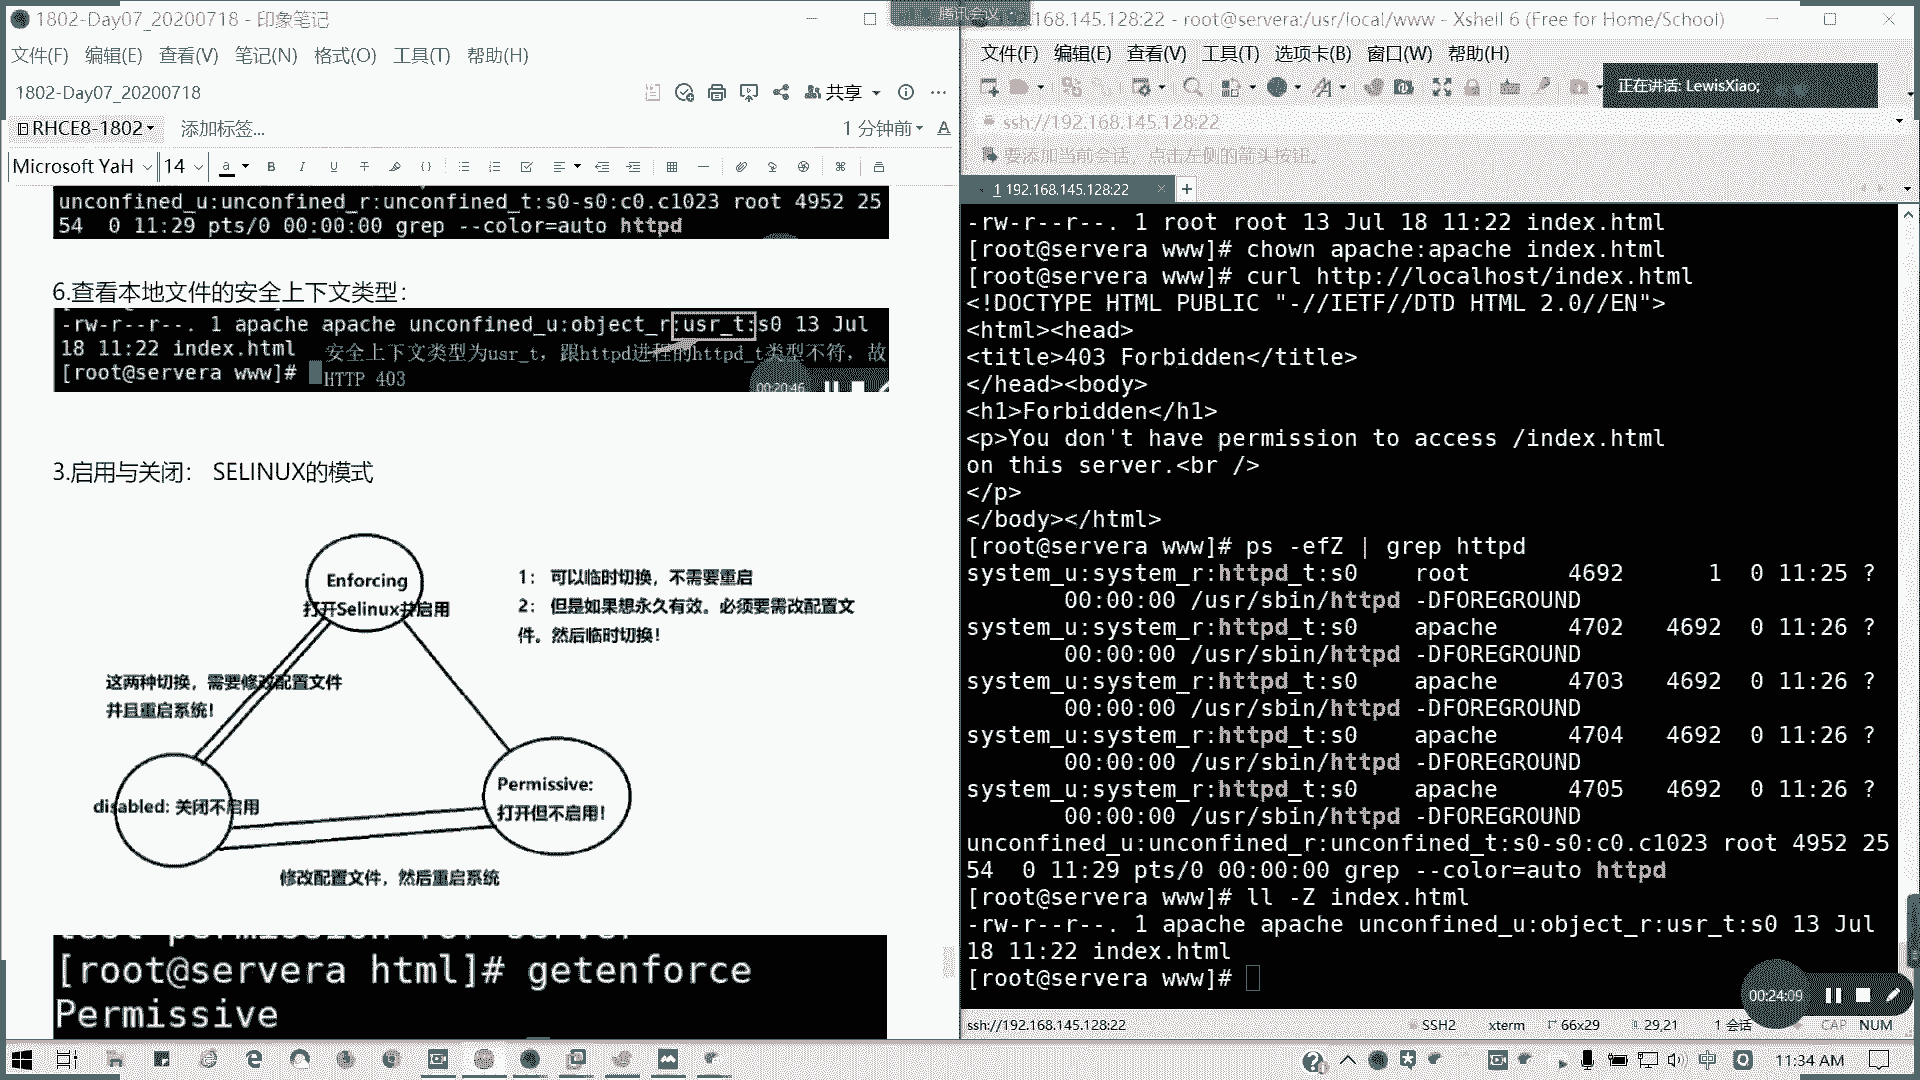 1802-Day07_20200718 - 印象笔记
文件(F) 编辑(E) 查看(V) 笔记(N) 格式(O) 工具(T) 帮助(H)
1802-Day07_20200718
共享
RHCE8-1802 添加标签...
1 分钟前
Microsoft YaH 14
unconfined_u:unconfined_r:unconfined_t:s0-s0:c0.c1023 root 4952 25
54 0 11:29 pts/0 00:00:00 grep --color=auto httpd
6.查看本地文件的安全上下文类型：
-rw-r--r--. 1 apache apache unconfined_u:object_r:usr_t:s0 13 Jul
18 11:22 index.html
安全上下文类型为usr_t，跟httpd进程的httpd_t类型不符，故
[root@servera www]#
HTTP 403
00:20:46
3.启用与关闭： SELINUX的模式
Enforcing
打开Selinux并启用
1： 可以临时切换，不需要重启
2： 但是如果想永久有效。必须要需改配置文
件。然后临时切换！
这两种切换，需要修改配置文件
并且重启系统！
disabled: 关闭不启用
Permissive:
打开但不启用！
修改配置文件，然后重启系统
[root@servera html]# getenforce
Permissive
腾讯会议
168.145.128:22 - root@servera:/usr/local/www - Xshell 6 (Free for Home/School)
文件(F) 编辑(E) 查看(V) 工具(T) 选项卡(B) 窗口(W) 帮助(H)
正在讲话: LewisXiao;
ssh://192.168.145.128:22
要添加当前会话，点击左侧的箭头按钮。
1 192.168.145.128:22
-rw-r--r--. 1 root root 13 Jul 18 11:22 index.html
[root@servera www]# chown apache:apache index.html
[root@servera www]# curl http://localhost/index.html
<!DOCTYPE HTML PUBLIC "-//IETF//DTD HTML 2.0//EN">
<html><head>
<title>403 Forbidden</title>
</head><body>
<h1>Forbidden</h1>
<p>You don't have permission to access /index.html
on this server.<br />
</p>
</body></html>
[root@servera www]# ps -efZ | grep httpd
system_u:system_r:httpd_t:s0 root 4692 1 0 11:25 ?
00:00:00 /usr/sbin/httpd -DFOREGROUND
system_u:system_r:httpd_t:s0 apache 4702 4692 0 11:26 ?
00:00:00 /usr/sbin/httpd -DFOREGROUND
system_u:system_r:httpd_t:s0 apache 4703 4692 0 11:26 ?
00:00:00 /usr/sbin/httpd -DFOREGROUND
system_u:system_r:httpd_t:s0 apache 4704 4692 0 11:26 ?
00:00:00 /usr/sbin/httpd -DFOREGROUND
system_u:system_r:httpd_t:s0 apache 4705 4692 0 11:26 ?
00:00:00 /usr/sbin/httpd -DFOREGROUND
unconfined_u:unconfined_r:unconfined_t:s0-s0:c0.c1023 root 4952 25
54 0 11:29 pts/0 00:00:00 grep --color=auto httpd
[root@servera www]# ll -Z index.html
-rw-r--r--. 1 apache apache unconfined_u:object_r:usr_t:s0 13 Jul
18 11:22 index.html
[root@servera www]#
00:24:09
ssh://192.168.145.128:22 SSH2 xterm 66x29 29,21 1 会话 CAP NUM
中 11:34 AM